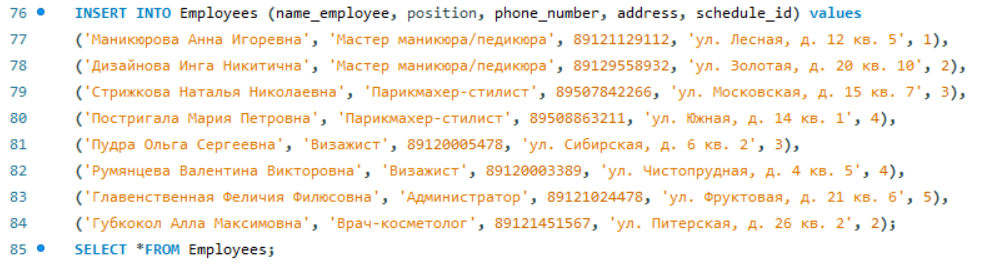 76 INSERT INTO Employees (name_employee, position, phone_number, address, schedule_id) values
77 ('Маникюрова Анна Игоревна', 'Мастер маникюра/педикюра', 89121129112, 'ул. Лесная, д. 12 кв. 5', 1),
78 ('Дизайнова Инга Никитична', 'Мастер маникюра/педикюра', 89129558932, 'ул. Золотая, д. 20 кв. 10', 2),
79 ('Стрижкова Наталья Николаевна', 'Парикмахер-стилист', 89507842266, 'ул. Московская, д. 15 кв. 7', 3),
80 ('Постригала Мария Петровна', 'Парикмахер-стилист', 89508863211, 'ул. Южная, д. 14 кв. 1', 4),
81 ('Пудра Ольга Сергеевна', 'Визажист', 89120005478, 'ул. Сибирская, д. 6 кв. 2', 3),
82 ('Румянцева Валентина Викторовна', 'Визажист', 89120003389, 'ул. Чистопрудная, д. 4 кв. 5', 4),
83 ('Главенственная Феличия Филюсовна', 'Администратор', 89121024478, 'ул. Фруктовая, д. 21 кв. 6', 5),
84 ('Губкокол Алла Максимовна', 'Врач-косметолог', 89121451567, 'ул. Питерская, д. 26 кв. 2', 2);
85 SELECT *FROM Employees;